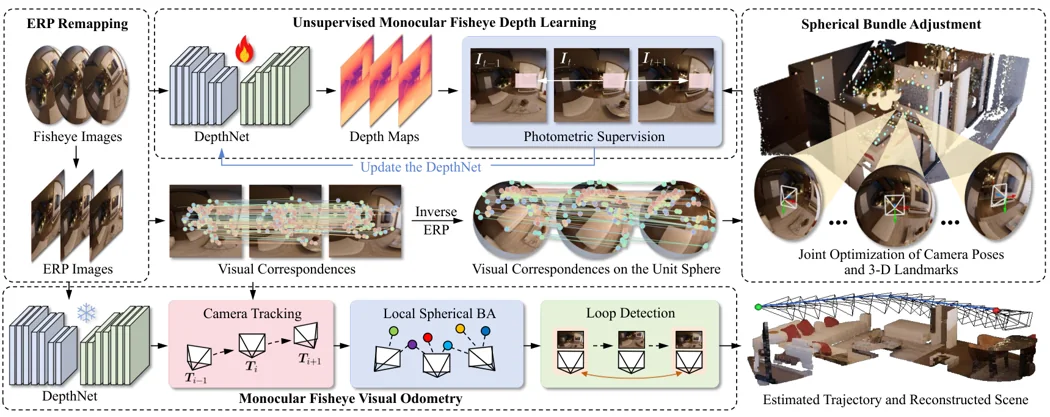 ERP Remapping
Fisheye Images
ERP Images
Unsupervised Monocular Fisheye Depth Learning
DepthNet
Depth Maps
I_{t-1}
I_t
I_{t+1}
Photometric Supervision
Update the DepthNet
Visual Correspondences
Inverse
ERP
Visual Correspondences on the Unit Sphere
Spherical Bundle Adjustment
Joint Optimization of Camera Poses
and 3-D Landmarks
DepthNet
Camera Tracking
T_{i-1}
T_i
T_{i+1}
Local Spherical BA
Loop Detection
Monocular Fisheye Visual Odometry
Estimated Trajectory and Reconstructed Scene